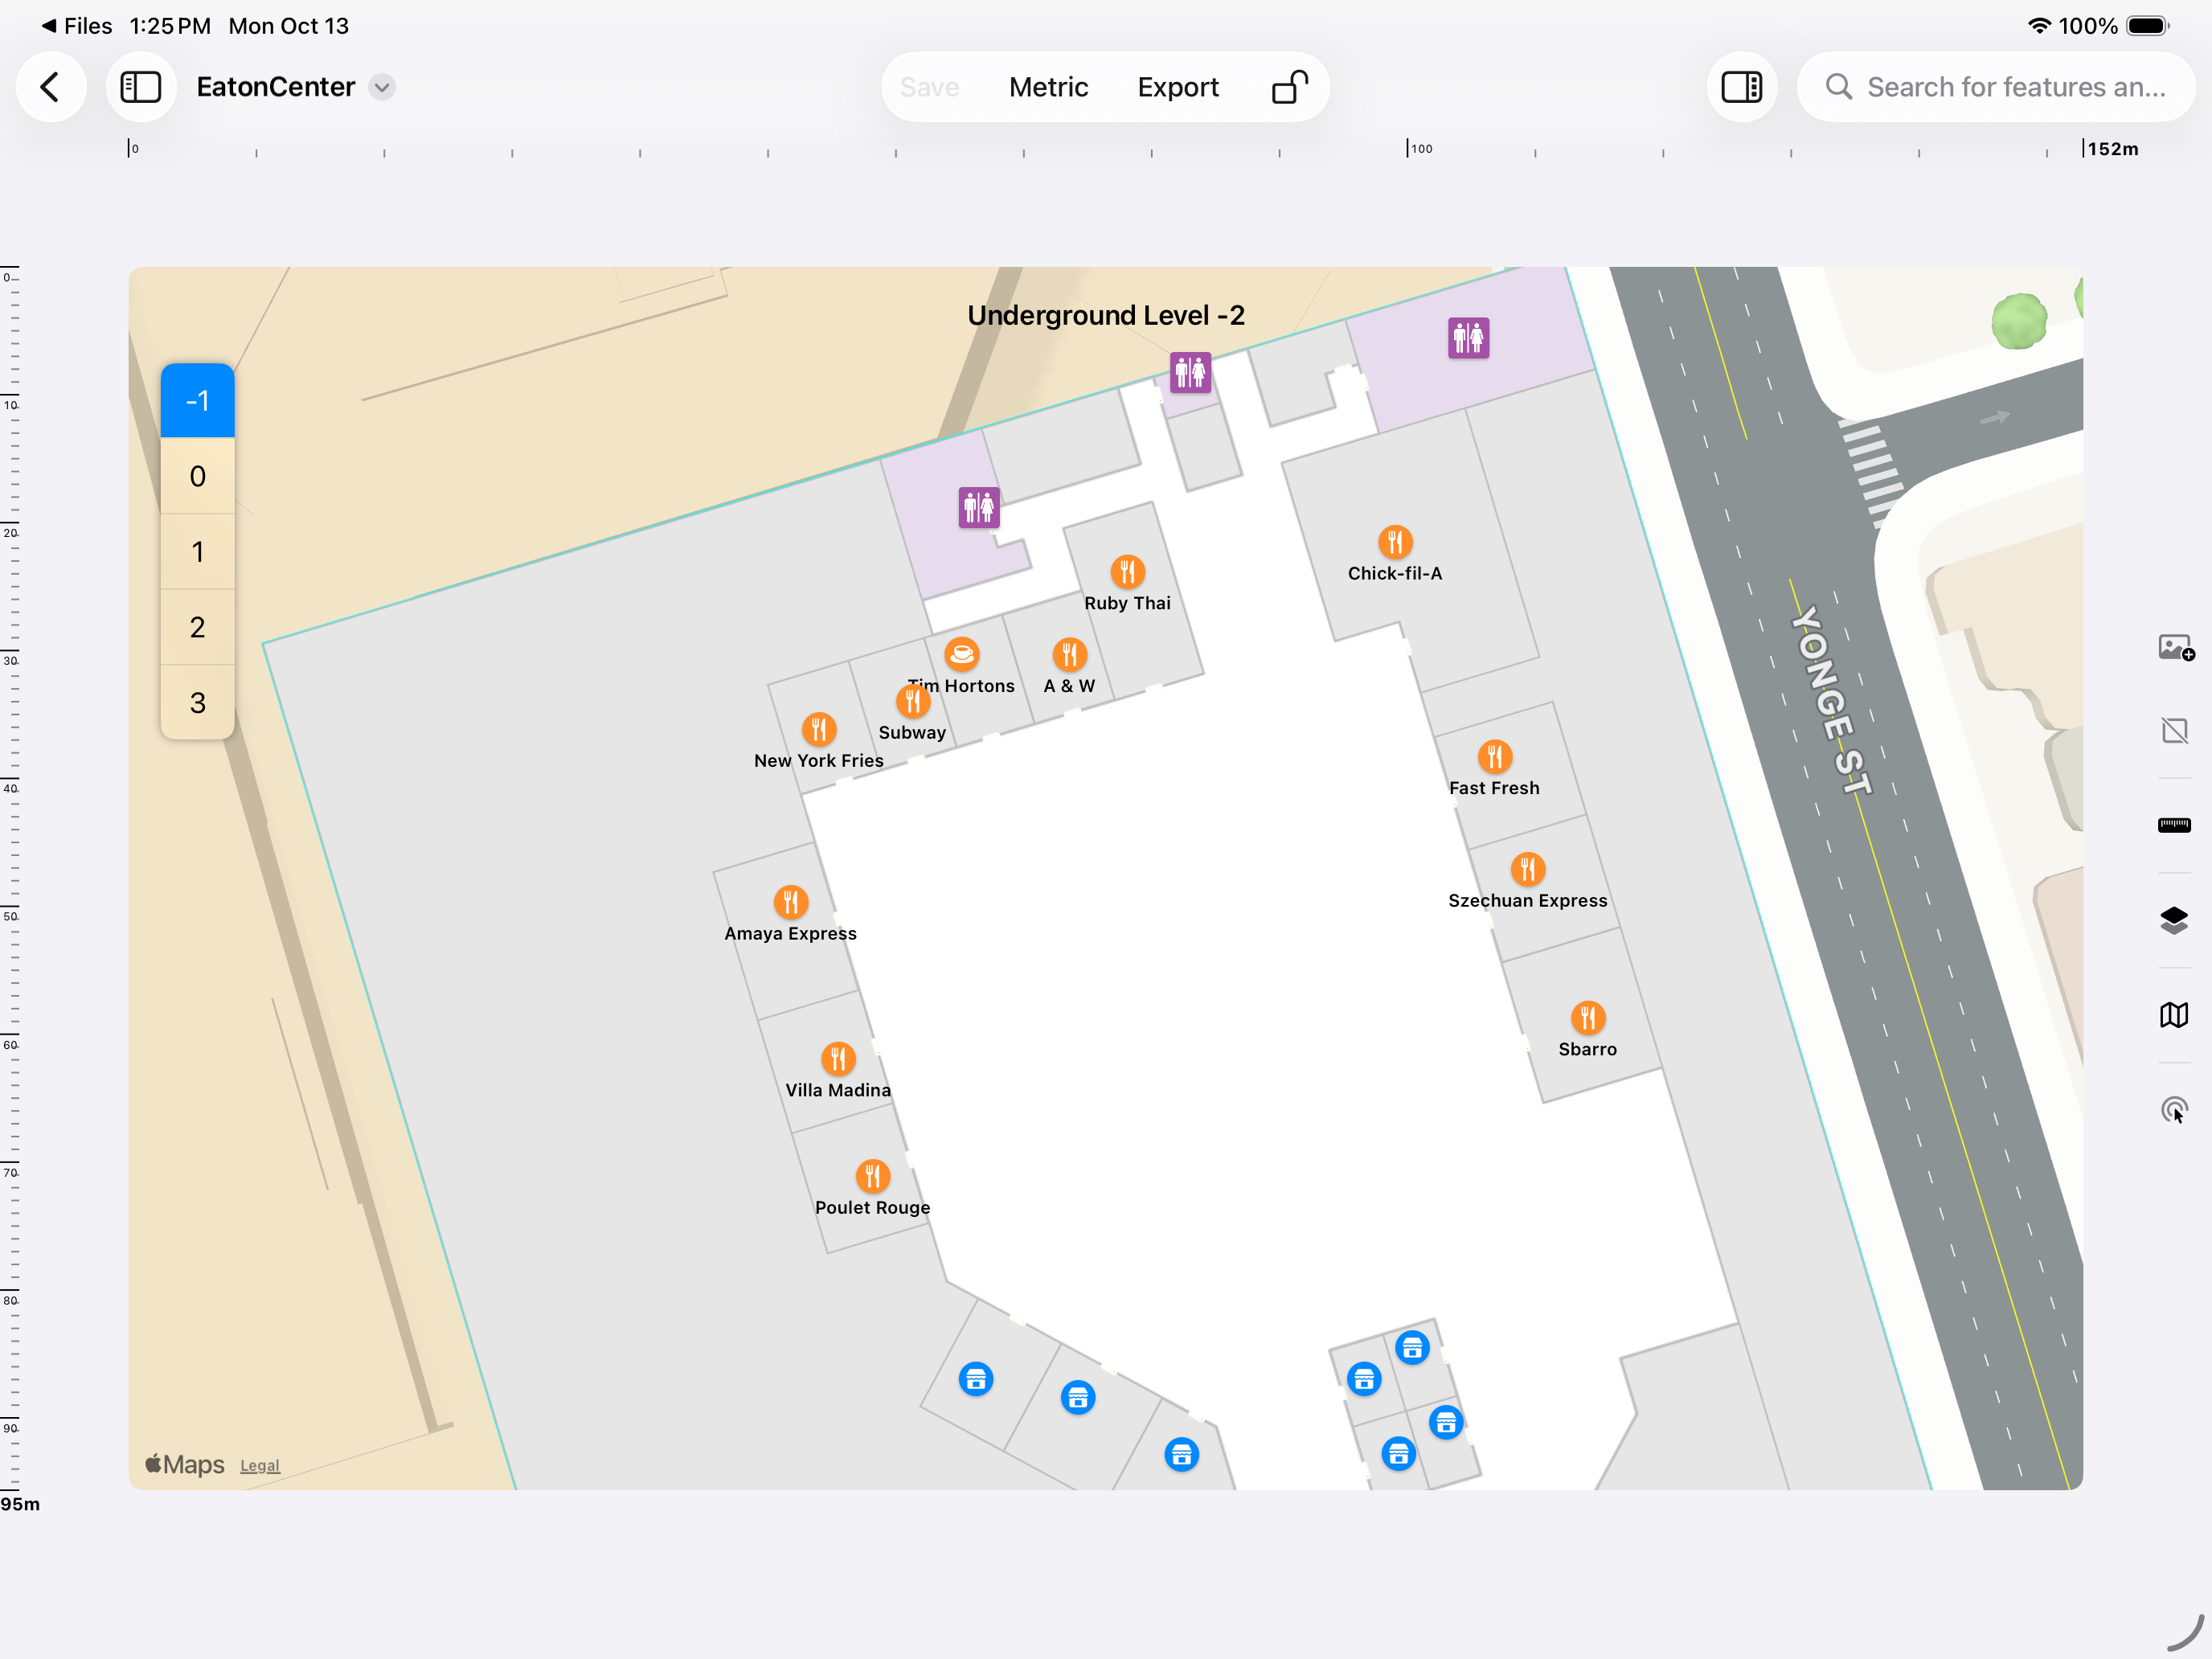 Files 1:25 PM Mon Oct 13
100%
EatonCenter
Save Metric Export
Search for features an...
0 100 152m
Underground Level -2
-1
0
1
2
3
0
10
20
30
40
50
60
70
80
90
95m
Chick-fil-A
Ruby Thai
Tim Hortons
A & W
Subway
New York Fries
Fast Fresh
Szechuan Express
Amaya Express
Sbarro
Villa Madina
Poulet Rouge
YONGE ST
Maps Legal